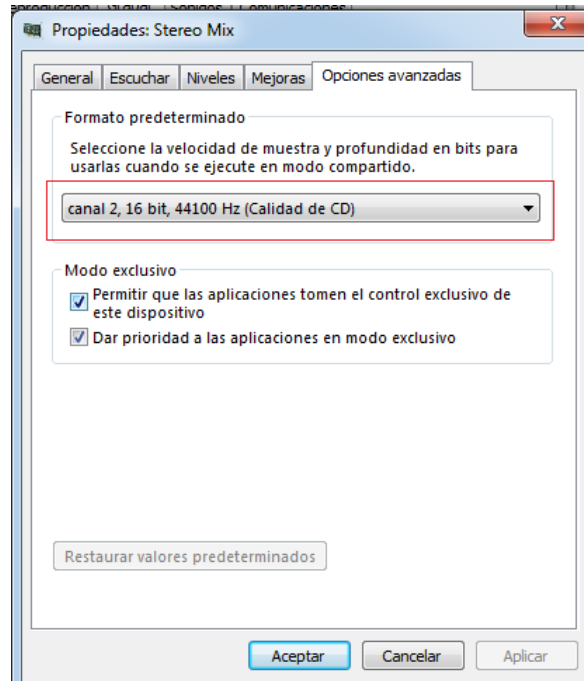 Grabar Sonidos Comunicaciones
Propiedades: Stereo Mix
General Escuchar Niveles Mejoras Opciones avanzadas
Formato predeterminado
Seleccione la velocidad de muestra y profundidad en bits para
usarlas cuando se ejecute en modo compartido.
canal 2, 16 bit, 44100 Hz (Calidad de CD)
Modo exclusivo
Permitir que las aplicaciones tomen el control exclusivo de
este dispositivo
Dar prioridad a las aplicaciones en modo exclusivo
Restaurar valores predeterminados
Aceptar Cancelar Aplicar